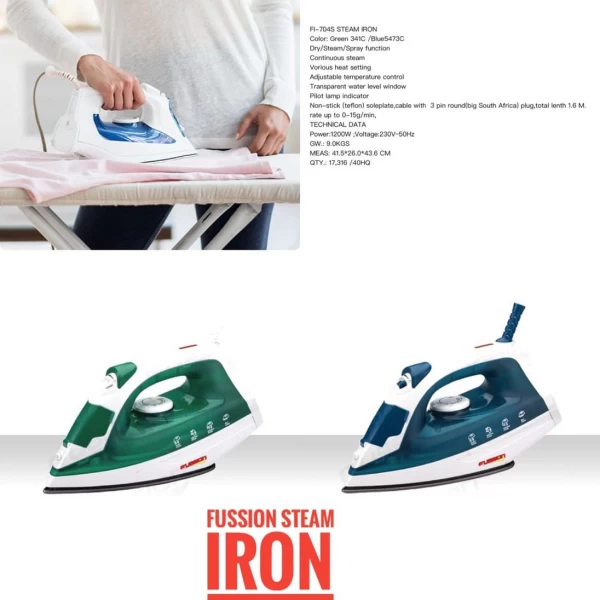 FI-704S STEAM IRON
Color: Green 341C /Blue5473C
Dry/Steam/Spray function
Continuous steam
Vorious heat setting
Adjustable temperature control
Transparent water level window
Pilot lamp indicator
Non-stick (teflon) soleplate,cable with 3 pin round(big South Africa) plug,total lenth 1.6 M.
rate up to 0-15g/min,
TECHNICAL DATA
Power:1200W ;Voltage:230V-50Hz
GW.: 9.0KGS
MEAS: 41.5*26.0*43.6 CM
QTY.: 17,316 /40HQ
FUSSION
FUSSION
FUSSION STEAM
IRON